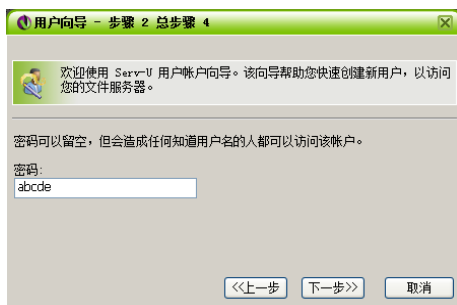 用户向导 - 步骤 2 总步骤 4
欢迎使用 Serv-U 用户帐户向导。该向导帮助您快速创建新用户，以访问
您的文件服务器。
密码可以留空，但会造成任何知道用户名的人都可以访问该帐户。
密码:
abcde
<<上一步 下一步>> 取消